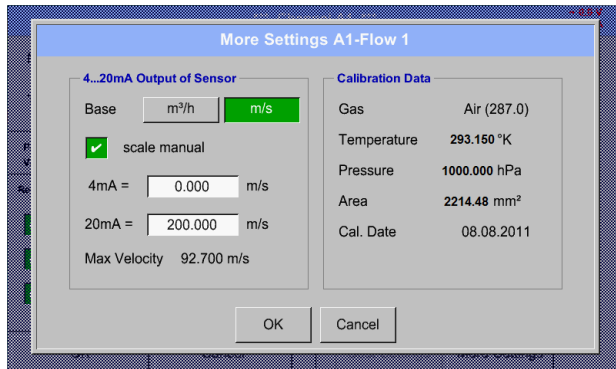 More Settings A1-Flow 1
4...20mA Output of Sensor
Base m³/h m/s
scale manual
4mA = 0.000 m/s
20mA = 200.000 m/s
Max Velocity 92.700 m/s
Calibration Data
Gas Air (287.0)
Temperature 293.150 °K
Pressure 1000.000 hPa
Area 2214.48 mm²
Cal. Date 08.08.2011
OK Cancel